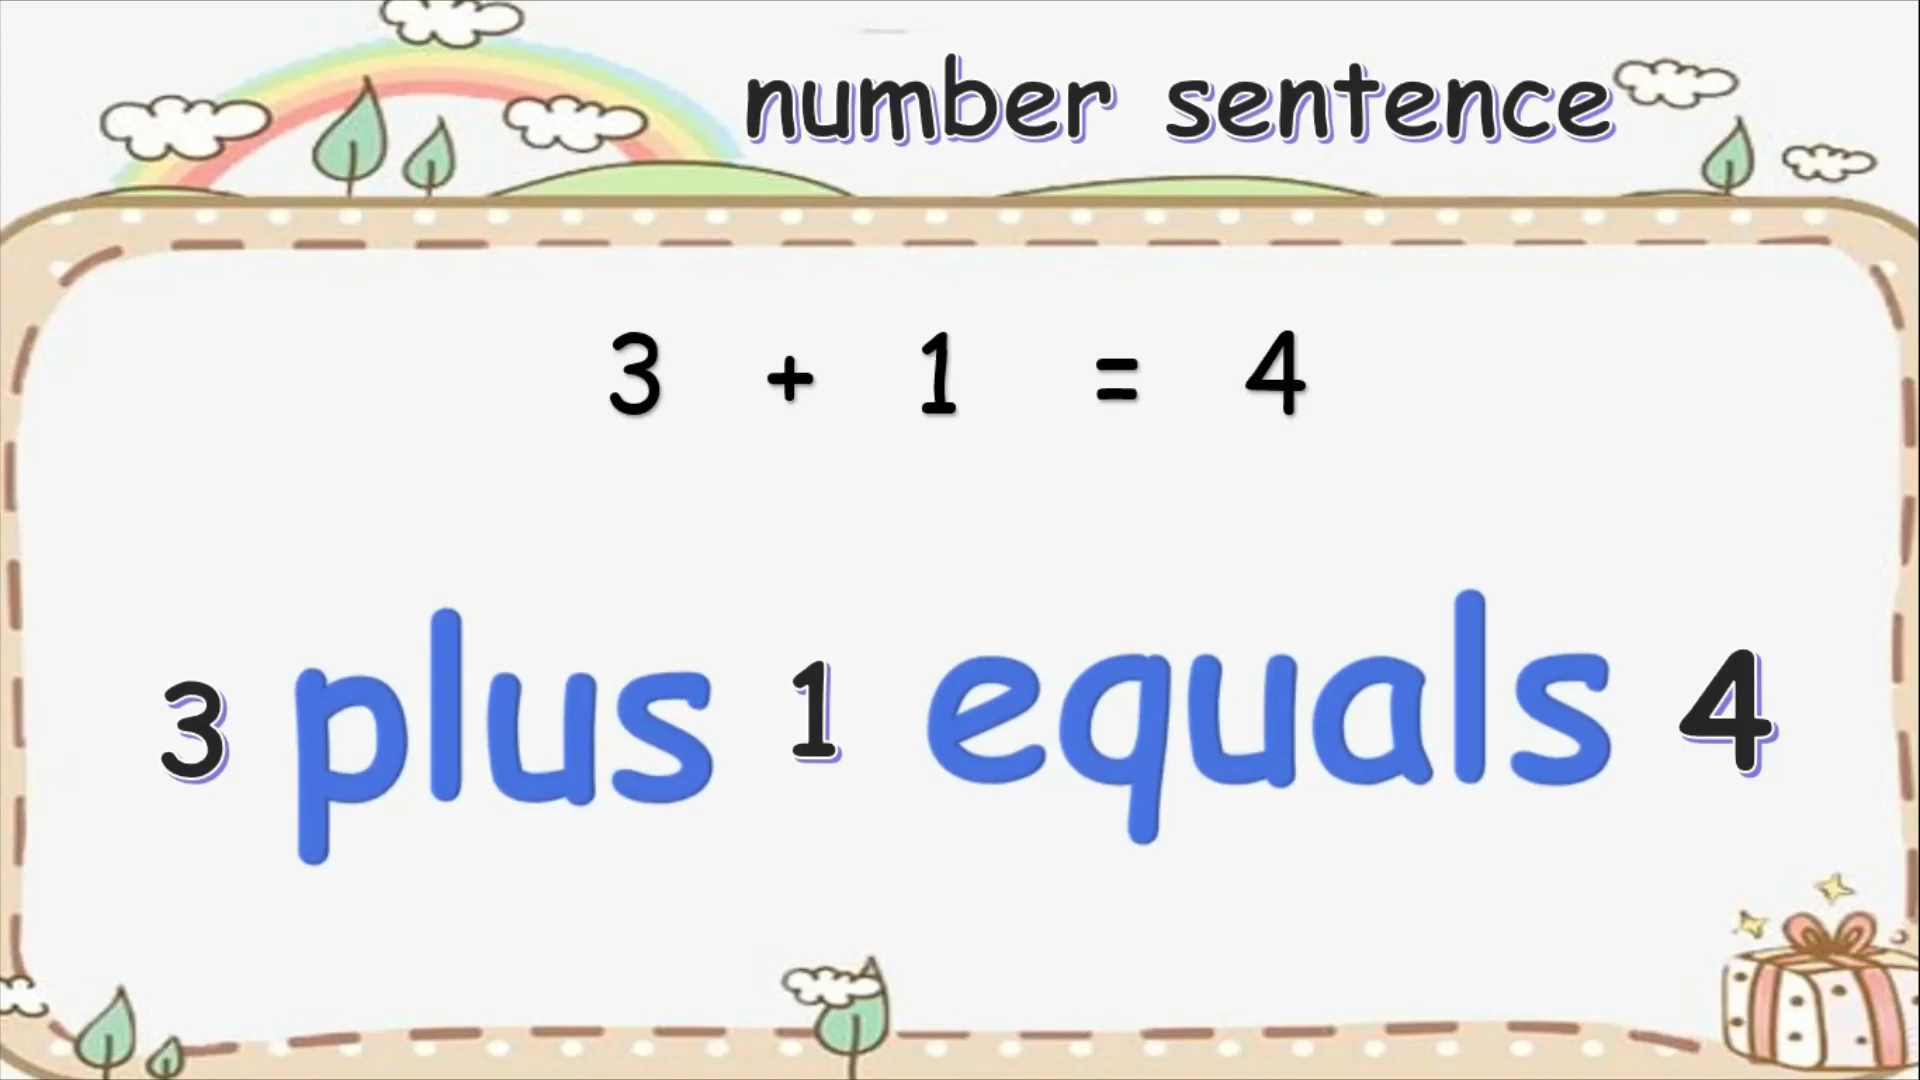 number sentence
3 + 1 = 4
3 plus 1 equals 4